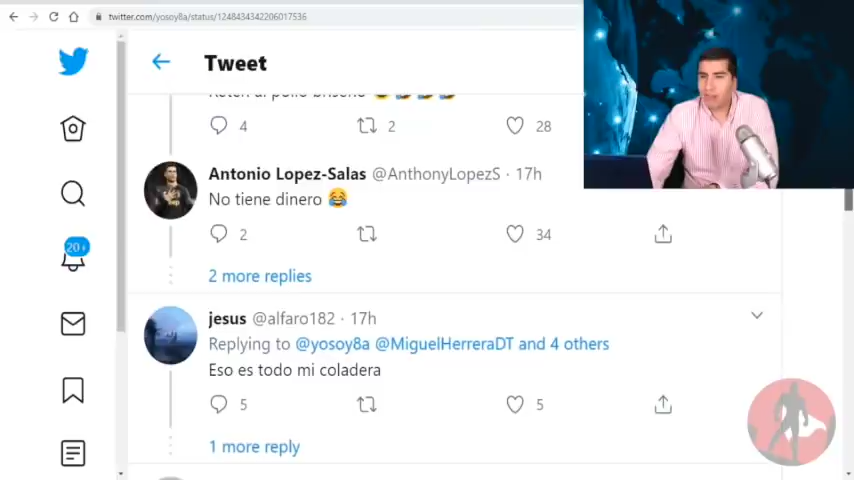 twitter.com/yosoy8a/status/1248434342206017536
Tweet
4 2 28
Antonio Lopez-Salas @AnthonyLopezS · 17h
No tiene dinero 😂
2 34
20+
2 more replies
jesus @alfaro182 · 17h
Replying to @yosoy8a @MiguelHerreraDT and 4 others
Eso es todo mi coladera
5 5
1 more reply